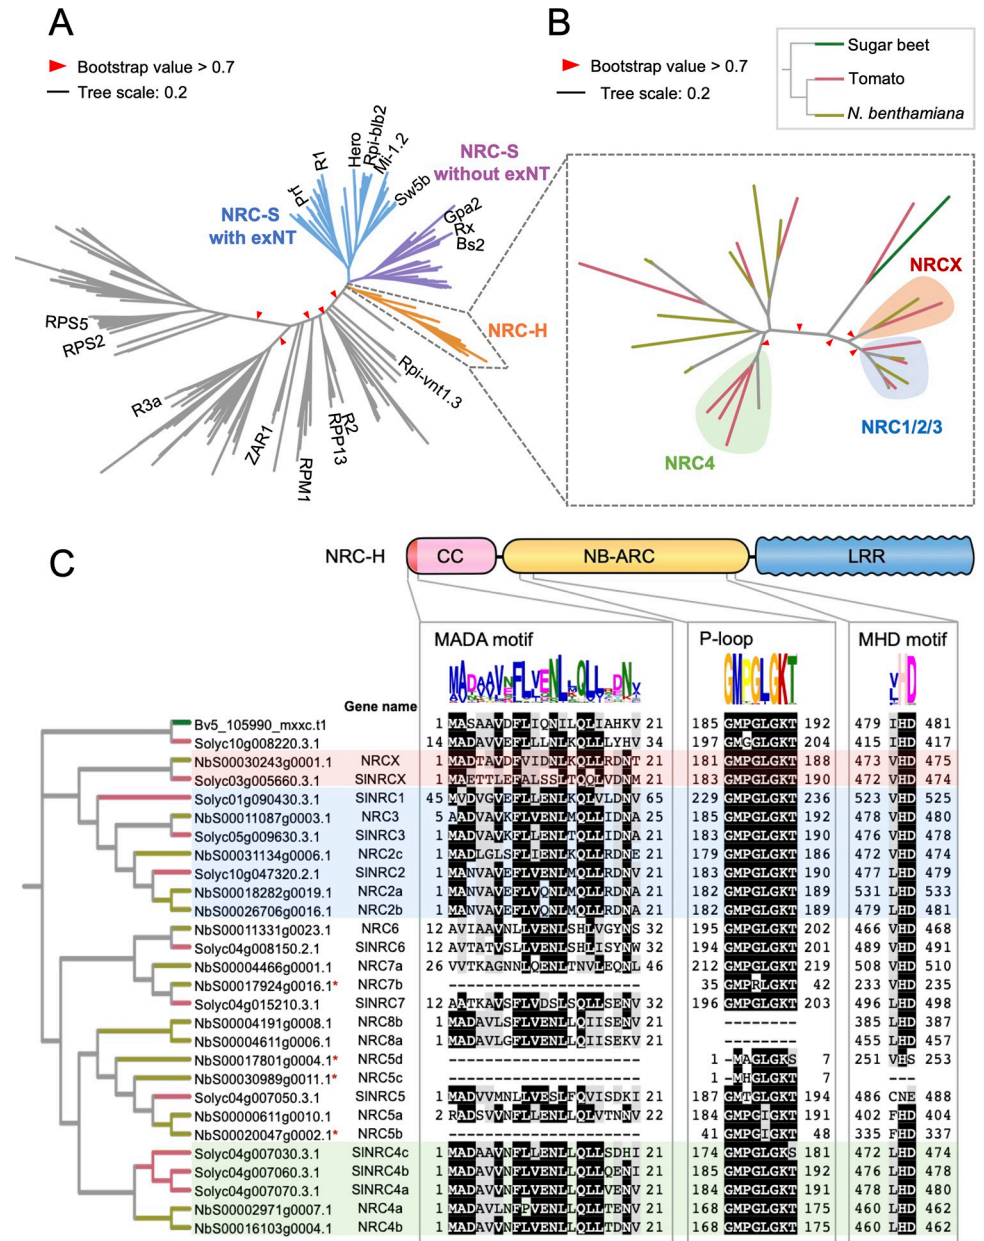 A
Bootstrap value > 0.7
Tree scale: 0.2
Prf
R1
Hero
Rpi-blb2
Mi-1.2
Sw5b
NRC-S
with exNT
NRC-S
without exNT
Gpa2
Rx
Bs2
NRC-H
Rpi-vnt1.3
R2
RPP13
RPM1
ZAR1
R3a
RPS2
RPS5
B
Bootstrap value > 0.7
Tree scale: 0.2
Sugar beet
Tomato
N. benthamiana
NRCX
NRC1/2/3
NRC4
C
NRC-H
CC
NB-ARC
LRR
MADA motif
P-loop
MHD motif
Gene name
Bv5_105990_mxxc.t1 1 MASAAVDFLIQNILQLIAHKV 21 185 GMPGLGKT 192 479 IHD 481
Solyc10g008220.3.1 14 MADAVVEFLLLNLKQLLLYHV 34 197 GMGGLGKT 204 415 IHD 417
NbS00030243g0001.1 NRCX 1 MADTAVDFVIDNLKQLLRDNT 21 181 GMPGLGKT 188 473 VHD 475
Solyc03g005660.3.1 SlNRCX 1 MAETTLEFALSSLTQQLVDNM 21 183 GMPGLGKT 190 472 VHD 474
Solyc01g090430.3.1 SlNRC1 45 MVDVGVEFLLENLKQLVLDNV 65 229 GMPGLGKT 236 523 VHD 525
NbS00011087g0003.1 NRC3 5 AADVAVKFLLENLMQLLIDNA 25 185 GMPGLGKT 192 478 VHD 480
Solyc05g009630.3.1 SlNRC3 1 MADAVAKFLLENLTQLLIDNA 21 183 GMPGLGKT 190 476 VHD 478
NbS00031134g0006.1 NRC2c 1 MADLGLSFLIENLKQLLRDNE 21 179 GMPGLGKT 186 472 VHD 474
Solyc10g047320.2.1 SlNRC2 1 MANVAVEFLVENLMQLLRDNV 21 183 GMPGLGKT 190 477 LHD 479
NbS00018282g0019.1 NRC2a 1 MANVAVEFLVQNLMQLLRDNV 21 182 GMPGLGKT 189 531 LHD 533
NbS00026706g0016.1 NRC2b 1 MANVAVEFLVQNLMQLLRDNA 21 182 GMPGLGKT 189 479 LHD 481
NbS00011331g0023.1 NRC6 12 AVIAAVNLLVENLSHLVGYNS 32 195 GMPGLGKT 202 466 VHD 468
Solyc04g008150.2.1 SlNRC6 12 AVTATVSLLVENLSHLISYNW 32 194 GMPGLGKT 201 489 VHD 491
NbS00004466g0001.1 NRC7a 26 VVTKAGNNLQENLTNVLEQNL 46 212 GMPGLGKT 219 508 VHD 510
NbS00017924g0016.1* NRC7b --------------------- 35 GMPRLGKT 42 233 VHD 235
Solyc04g015210.3.1 SlNRC7 12 AATKAVSFLVDSLSQLLSENV 32 196 GMPGLGKT 203 496 LHD 498
NbS00004191g0008.1 NRC8b 1 MADAVLSFLVENLLQIISENV 21 -------- 385 LHD 387
NbS00004611g0006.1 NRC8a 1 MADAVLGFLVENLLQIISEKV 21 -------- 455 LHD 457
NbS00017801g0004.1* NRC5d --------------------- 1 -MAGLGKS 7 251 VHS 253
NbS00030989g0011.1* NRC5c --------------------- 1 -MHGLGKT 7 ---
Solyc04g007050.3.1 SlNRC5 1 MADVVMNLLVESLFQVISDKI 21 187 GMTGLGKT 194 486 CNE 488
NbS00000611g0010.1 NRC5a 2 RADSVVNFLLENLLQLVTNNV 22 184 GMPGIGKT 191 402 FHD 404
NbS00020047g0002.1* NRC5b --------------------- 41 GMPGIGKT 48 335 FHD 337
Solyc04g007030.3.1 SlNRC4c 1 MADAAVNFLLENLLQLLSDHI 21 174 GMPGLGKS 181 472 LHD 474
Solyc04g007060.3.1 SlNRC4b 1 MADAVVNFLVENLLQLLQENI 21 185 GMPGLGKT 192 476 LHD 478
Solyc04g007070.3.1 SlNRC4a 1 MADAVVNFLVENLLQLLVENV 21 184 GMPGLGKT 191 478 LHD 480
NbS00002971g0007.1 NRC4a 1 MADAVLNFPVENLLQLLTENV 21 168 GMPGLGKT 175 460 LHD 462
NbS00016103g0004.1 NRC4b 1 MADAVVNFLVENLLQLLTDNV 21 168 GMPGLGKT 175 460 LHD 462